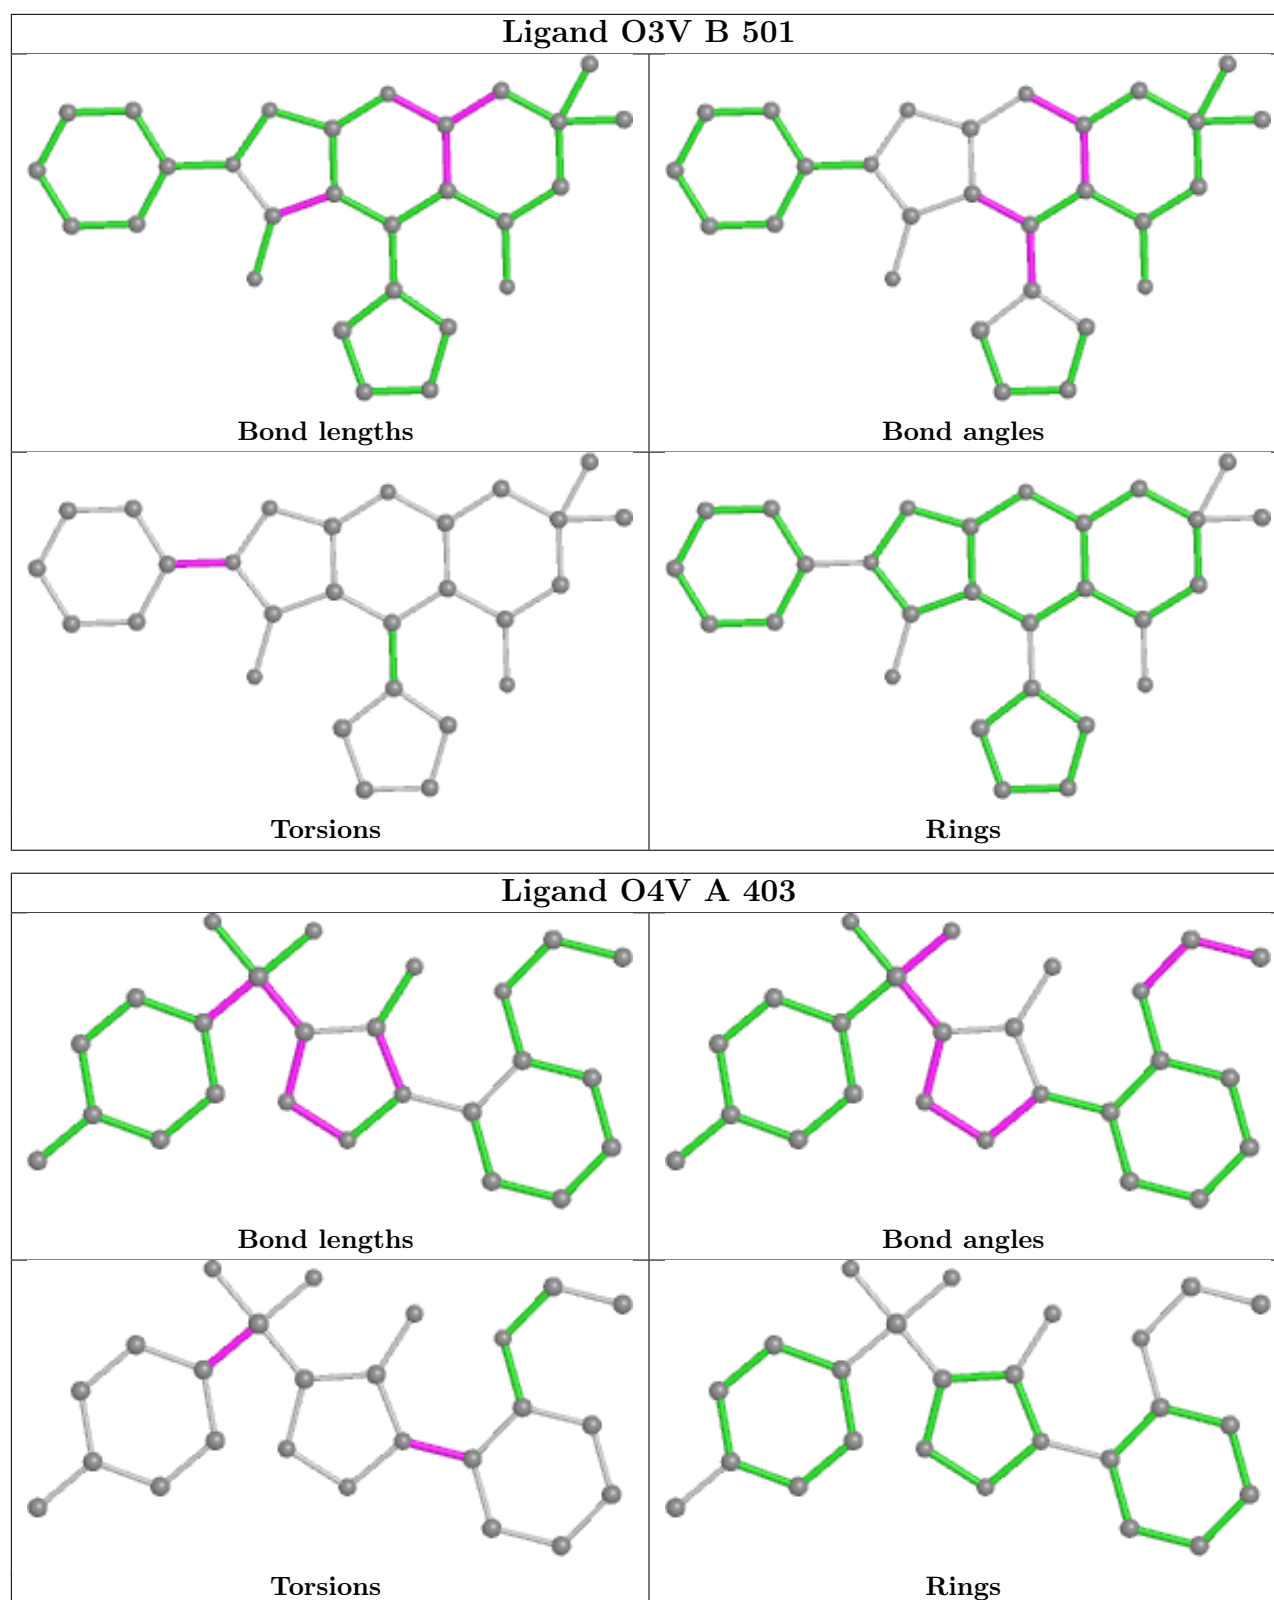 Ligand O3V B 501
Bond lengths
Bond angles
Torsions
Rings
Ligand O4V A 403
Bond lengths
Bond angles
Torsions
Rings